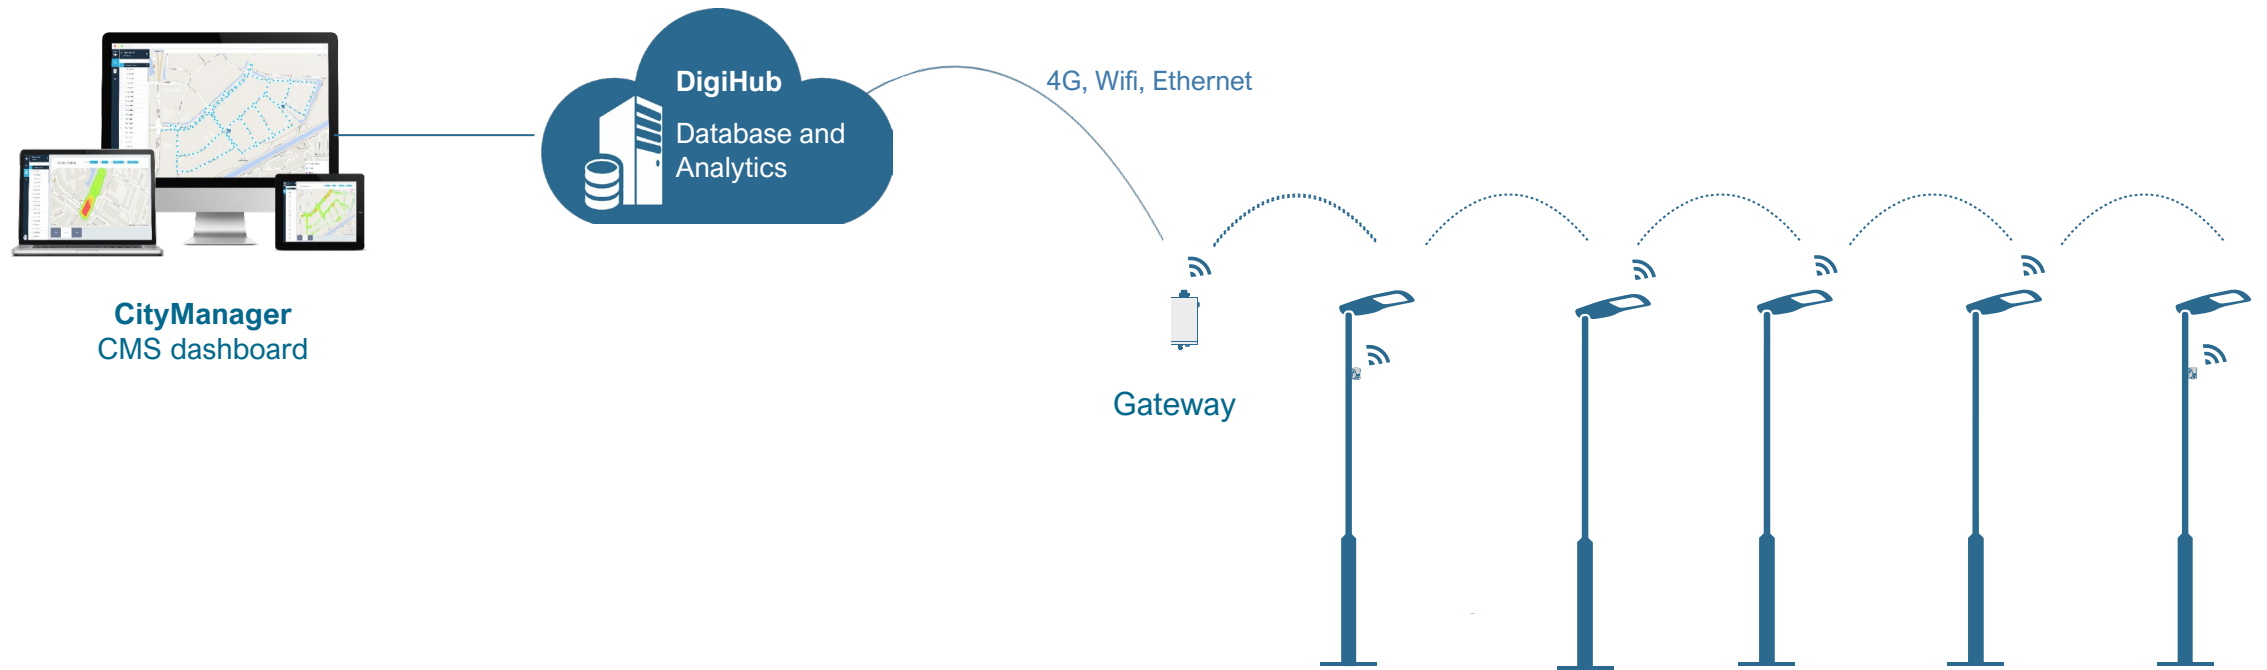 DigiHub
Database and
Analytics
4G, Wifi, Ethernet
CityManager
CMS dashboard
Gateway